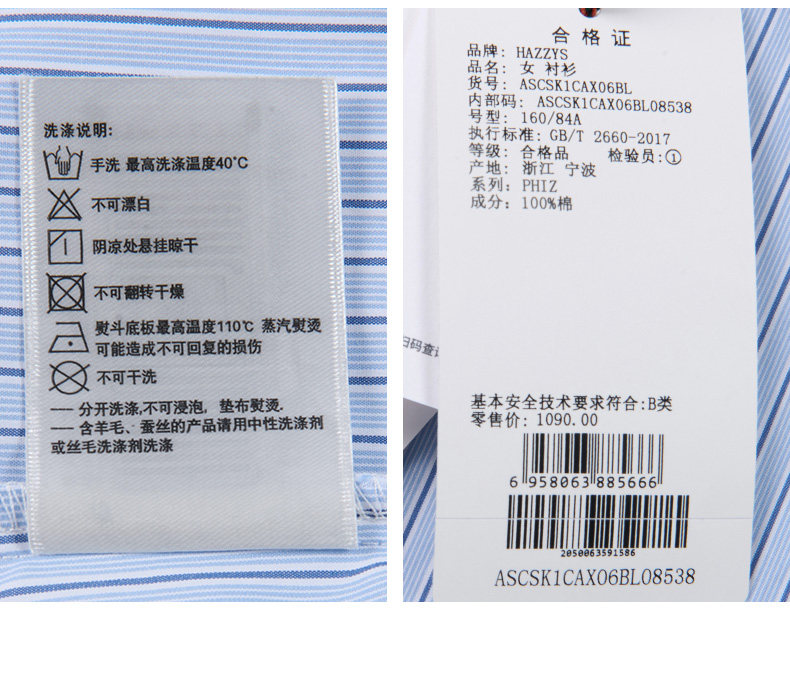 洗涤说明:
手洗 最高洗涤温度40℃
不可漂白
阴凉处悬挂晾干
不可翻转干燥
熨斗底板最高温度110℃ 蒸汽熨烫
可能造成不可回复的损伤
不可干洗
── 分开洗涤,不可浸泡, 垫布熨烫.
── 含羊毛、蚕丝的产品请用中性洗涤剂
或丝毛洗涤剂洗涤
合格证
品牌: HAZZYS
品名: 女 衬衫
货号: ASCSK1CAX06BL
内部码: ASCSK1CAX06BL08538
号型: 160/84A
执行标准: GB/T 2660-2017
等级: 合格品 检验员:①
产地: 浙江 宁波
系列: PHIZ
成分: 100%棉
扫码查询
基本安全技术要求符合:B类
零售价: 1090.00
6 958063 885666
2050063591586
ASCSK1CAX06BL08538